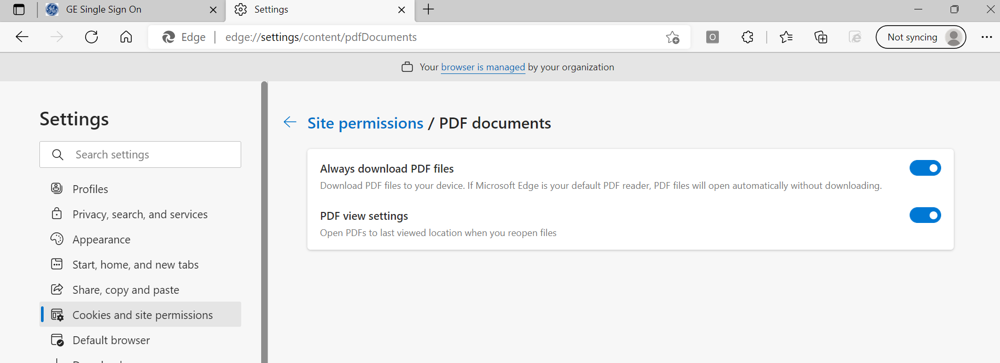 GE Single Sign On
Settings
Edge
edge://settings/content/pdfDocuments
O
Not syncing
Your browser is managed by your organization
Settings
Search settings
Profiles
Privacy, search, and services
Appearance
Start, home, and new tabs
Share, copy and paste
Cookies and site permissions
Default browser
Site permissions / PDF documents
Always download PDF files
Download PDF files to your device. If Microsoft Edge is your default PDF reader, PDF files will open automatically without downloading.
PDF view settings
Open PDFs to last viewed location when you reopen files